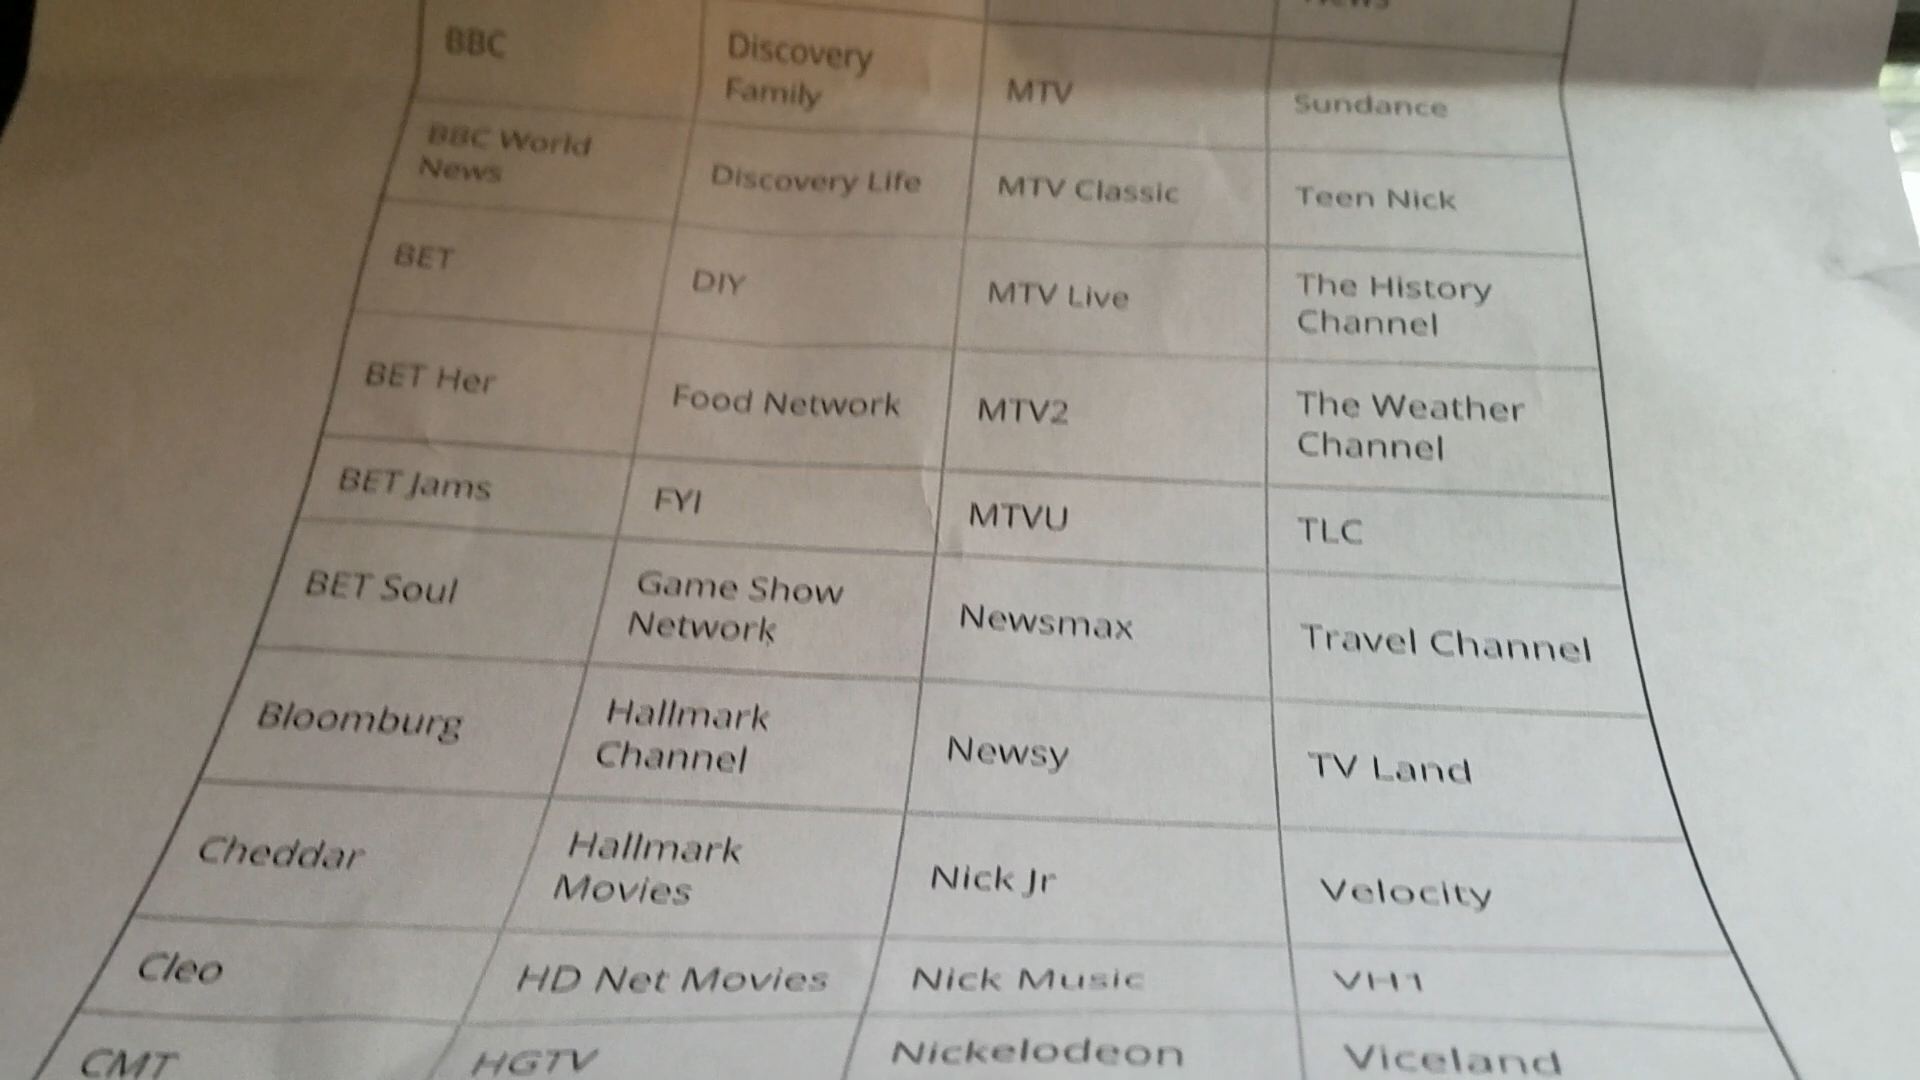 News
BBC
Discovery
Family
MTV
Sundance
BBC World
News
Discovery Life
MTV Classic
Teen Nick
BET
DIY
MTV Live
The History
Channel
BET Her
Food Network
MTV2
The Weather
Channel
BET Jams
FYI
MTVU
TLC
BET Soul
Game Show
Network
Newsmax
Travel Channel
Bloomburg
Hallmark
Channel
Newsy
TV Land
Cheddar
Hallmark
Movies
Nick Jr
Velocity
Cleo
HD Net Movies
Nick Music
VH1
CMT
HGTV
Nickelodeon
Viceland